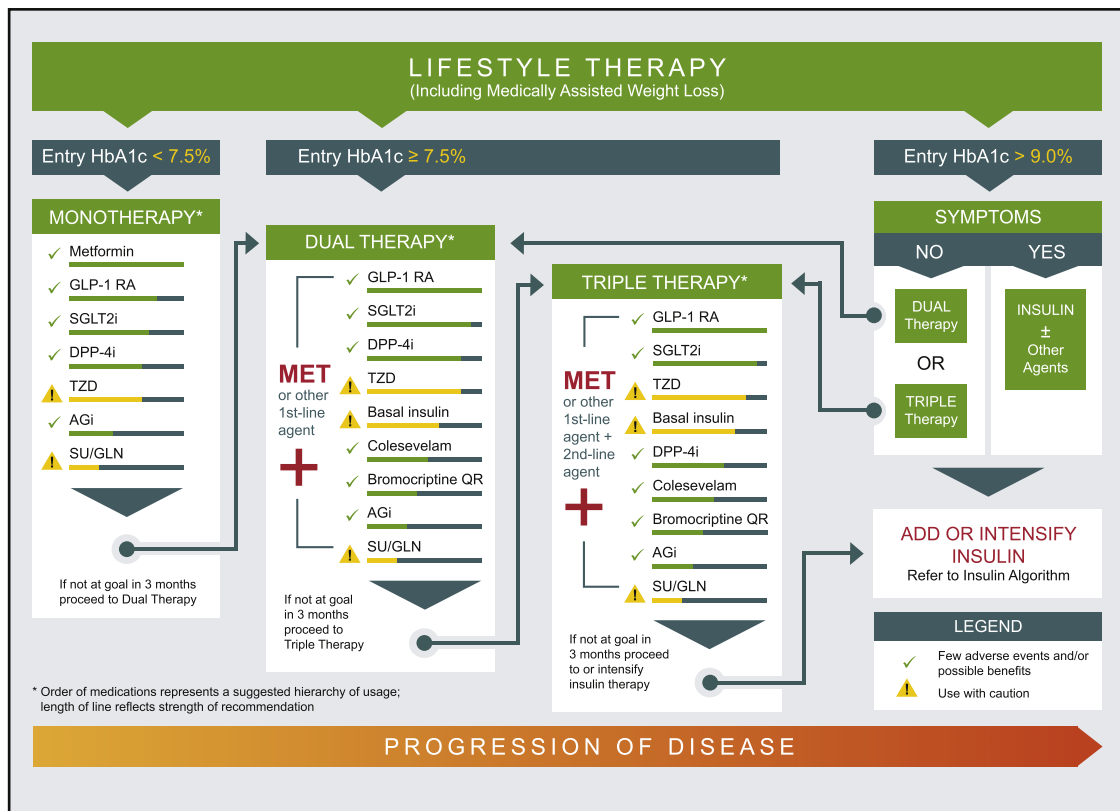 LIFESTYLE THERAPY
(Including Medically Assisted Weight Loss)
Entry HbA1c < 7.5%
Entry HbA1c ≥ 7.5%
Entry HbA1c > 9.0%
MONOTHERAPY*
Metformin
GLP-1 RA
SGLT2i
DPP-4i
TZD
AGi
SU/GLN
If not at goal in 3 months
proceed to Dual Therapy
DUAL THERAPY*
MET
or other
1st-line
agent
+
GLP-1 RA
SGLT2i
DPP-4i
TZD
Basal insulin
Colesevelam
Bromocriptine QR
AGi
SU/GLN
If not at goal
in 3 months
proceed to
Triple Therapy
TRIPLE THERAPY*
MET
or other
1st-line
agent +
2nd-line
agent
+
GLP-1 RA
SGLT2i
TZD
Basal insulin
DPP-4i
Colesevelam
Bromocriptine QR
AGi
SU/GLN
If not at goal in
3 months proceed
to or intensify
insulin therapy
SYMPTOMS
NO
YES
DUAL
Therapy
OR
TRIPLE
Therapy
INSULIN
±
Other
Agents
ADD OR INTENSIFY
INSULIN
Refer to Insulin Algorithm
LEGEND
Few adverse events and/or
possible benefits
Use with caution
* Order of medications represents a suggested hierarchy of usage;
length of line reflects strength of recommendation
PROGRESSION OF DISEASE